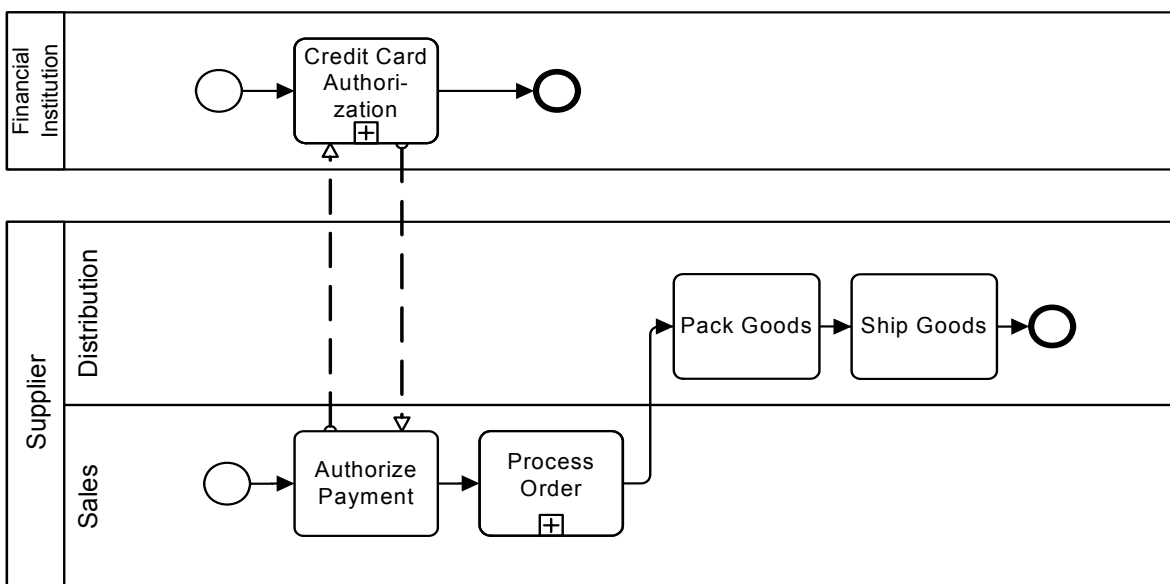 Financial
Institution
Credit Card
Authori-
zation
Supplier
Distribution
Pack Goods
Ship Goods
Sales
Authorize
Payment
Process
Order